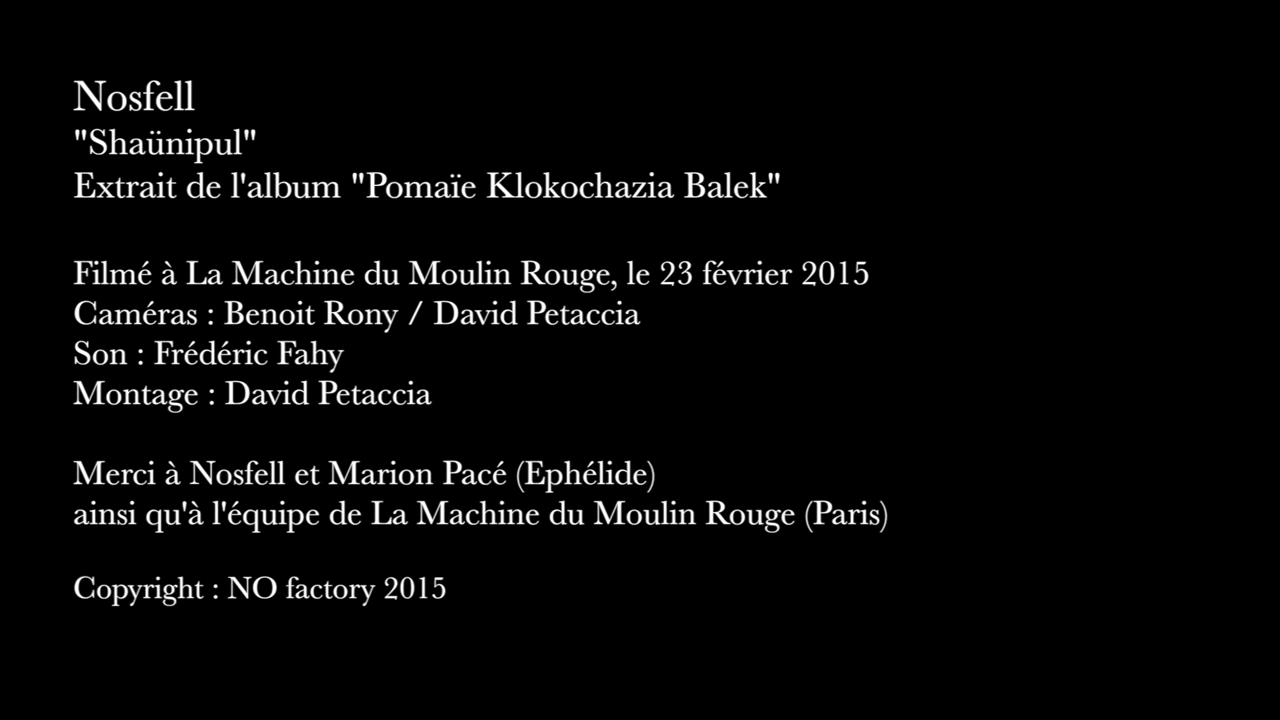 Nosfell
"Shaünipul"
Extrait de l'album "Pomaïe Klokochazia Balek"
Filmé à La Machine du Moulin Rouge, le 23 février 2015
Caméras : Benoit Rony / David Petaccia
Son : Frédéric Fahy
Montage : David Petaccia
Merci à Nosfell et Marion Pacé (Ephélide)
ainsi qu'à l'équipe de La Machine du Moulin Rouge (Paris)
Copyright : NO factory 2015